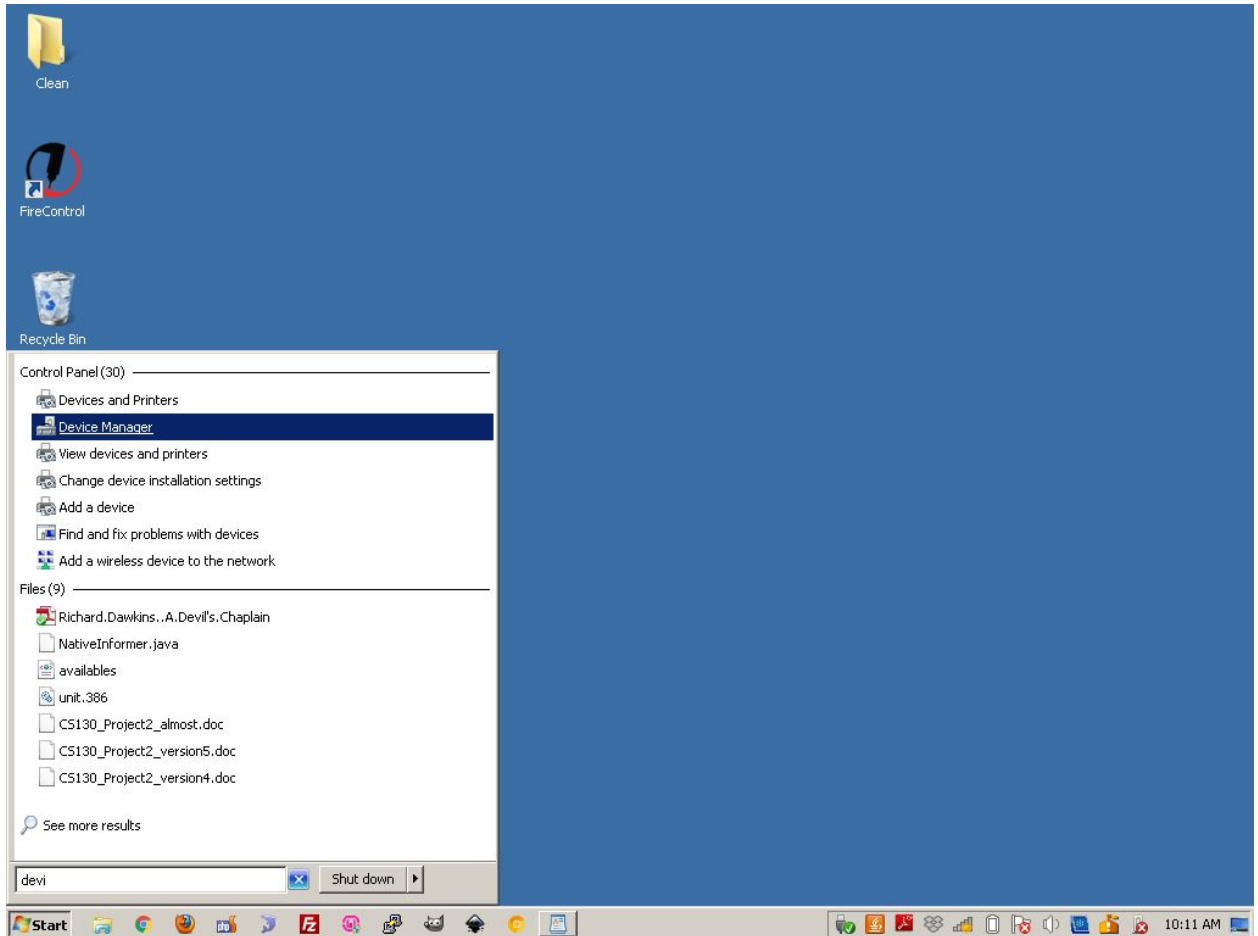 Clean
FireControl
Recycle Bin
Control Panel (30)
Devices and Printers
Device Manager
View devices and printers
Change device installation settings
Add a device
Find and fix problems with devices
Add a wireless device to the network
Files (9)
Richard.Dawkins..A.Devil's.Chaplain
NativeInformer.java
availables
unit.386
CS130_Project2_almost.doc
CS130_Project2_version5.doc
CS130_Project2_version4.doc
See more results
devi
Shut down
Start
10:11 AM